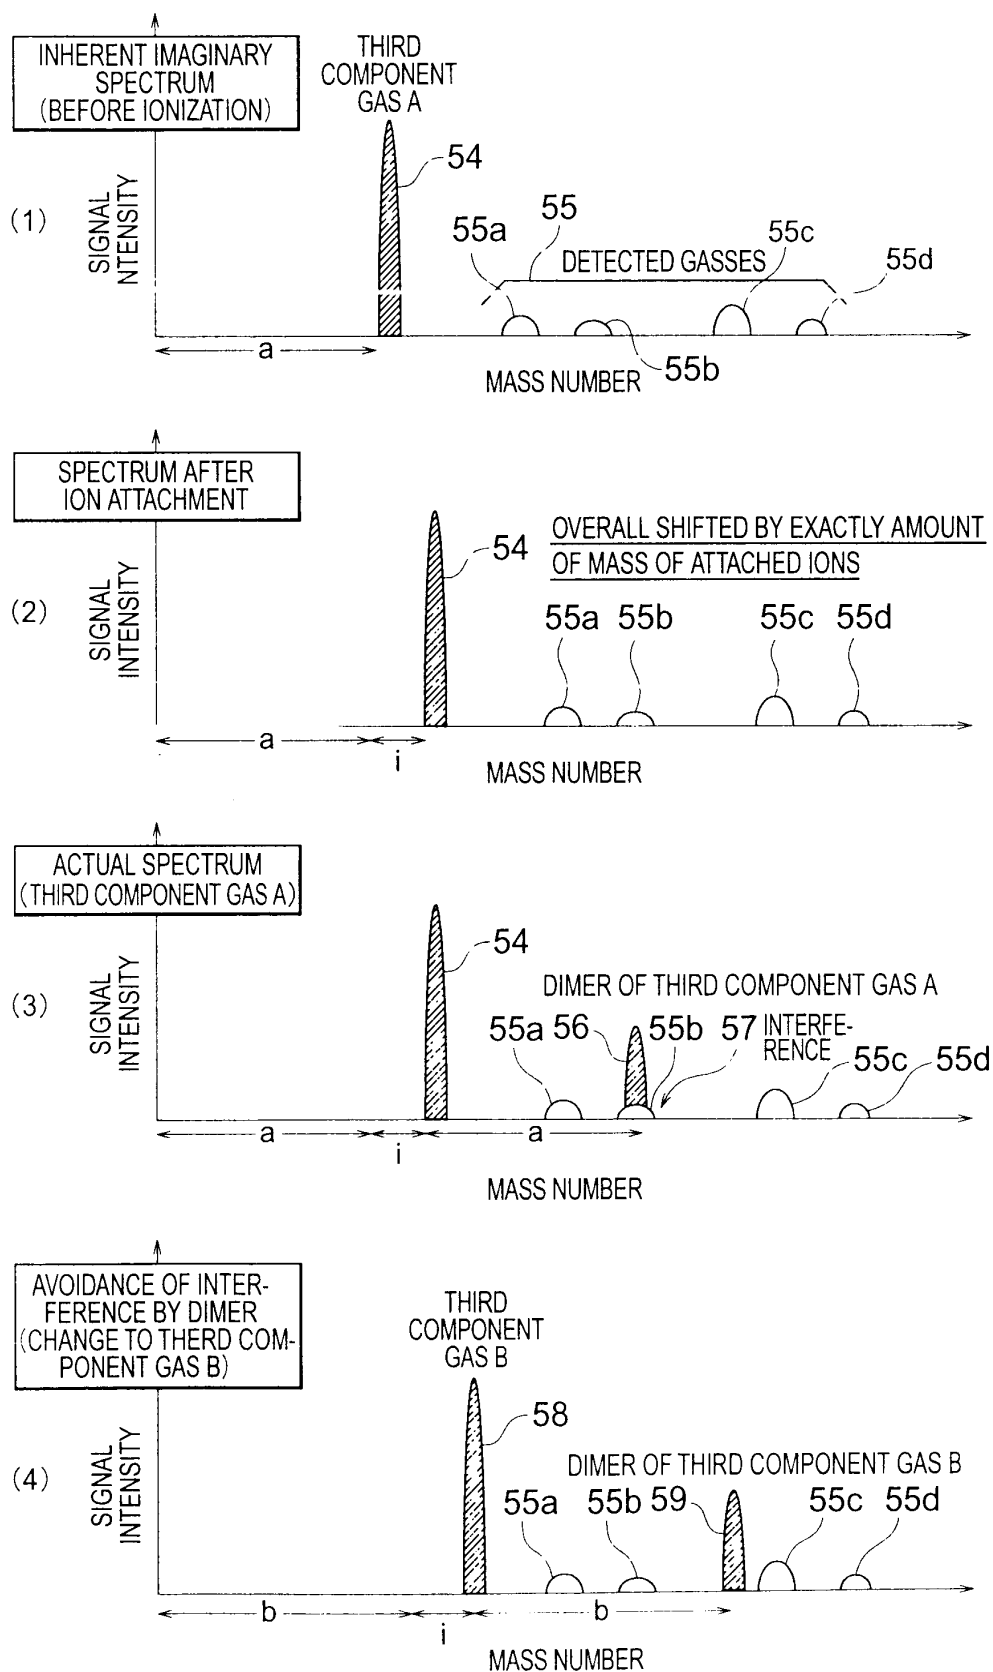 INHERENT IMAGINARY
SPECTRUM
(BEFORE IONIZATION)
THIRD
COMPONENT
GAS A
54
(1)
SIGNAL
NTENSITY
55
55a
55c
DETECTED GASSES
55d
55b
a
MASS NUMBER
SPECTRUM AFTER
ION ATTACHMENT
54
OVERALL SHIFTED BY EXACTLY AMOUNT
OF MASS OF ATTACHED IONS
(2)
SIGNAL
INTENSITY
55a
55b
55c
55d
a
i
MASS NUMBER
ACTUAL SPECTRUM
(THIRD COMPONENT GAS A)
54
(3)
SIGNAL
INTENSITY
DIMER OF THIRD COMPONENT GAS A
55a
56
55b
57
INTERFE-
RENCE
55c
55d
a
i
a
MASS NUMBER
AVOIDANCE OF INTER-
FERENCE BY DIMER
(CHANGE TO THERD COM-
PONENT GAS B)
THIRD
COMPONENT
GAS B
58
(4)
SIGNAL
INTENSITY
DIMER OF THIRD COMPONENT GAS B
55a
55b
59
55c
55d
b
i
b
MASS NUMBER